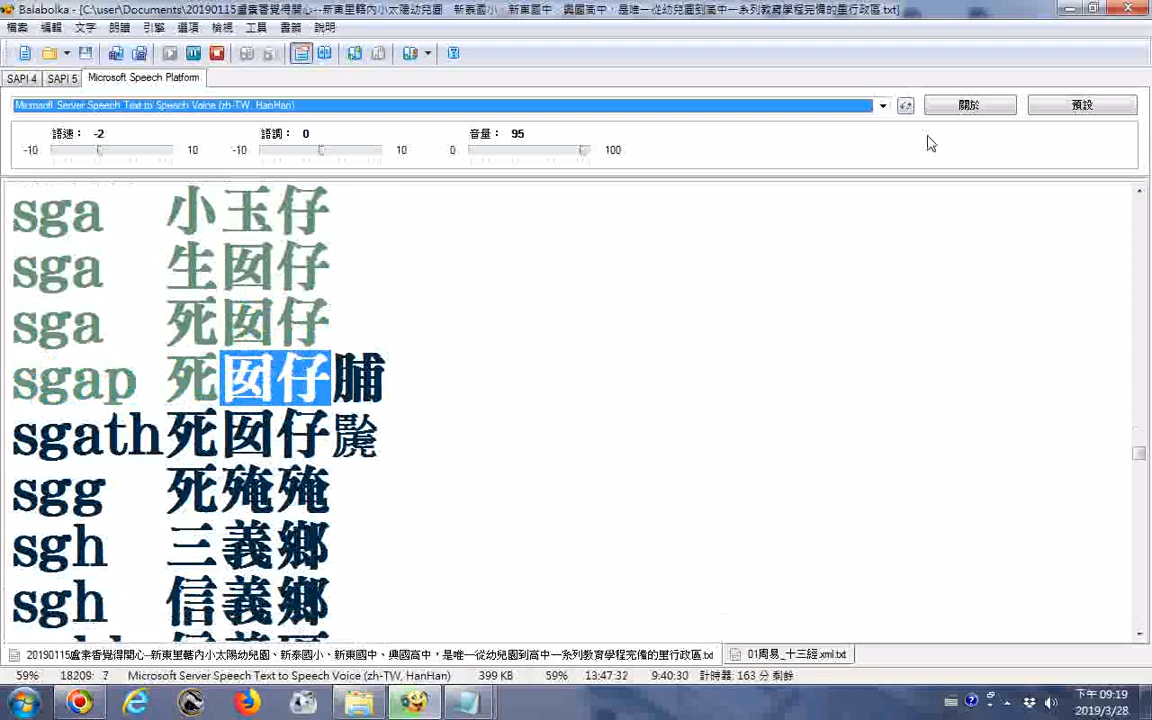 Balabolka - [C:\user\Documents\20190115盧素香覺得開心--新東里轄內小太陽幼兒園 新泰國小、新東國中、興國高中，是唯一從幼兒園到高中一系列教育學程完備的里行政區.txt]
檔案 編輯 文字 朗讀 引擎 選項 檢視 工具 書籤 說明
SAPI 4 SAPI 5 Microsoft Speech Platform
Microsoft Server Speech Text to Speech Voice (zh-TW, HanHan) 關於 預設
語速： -2 語調： 0 音量： 95
-10 10 -10 10 0 100
sga 小玉仔
sga 生囡仔
sga 死囡仔
sgap 死囡仔脯
sgath死囡仔
sgg 死殗殗
sgh 三義鄉
sgh 信義鄉
20190115盧素香覺得開心--新東里轄內小太陽幼兒園、新泰國小、新東國中、興國高中，是唯一從幼兒園到高中一系列教育學程完備的里行政區.txt 01周易_十三經.xml.txt
59% 18209: ? Microsoft Server Speech Text to Speech Voice (zh-TW, HanHan) 399 KB 59% 13:47:32 9:40:30 計時器: 163 分 剩餘
下午 09:19
2019/3/28